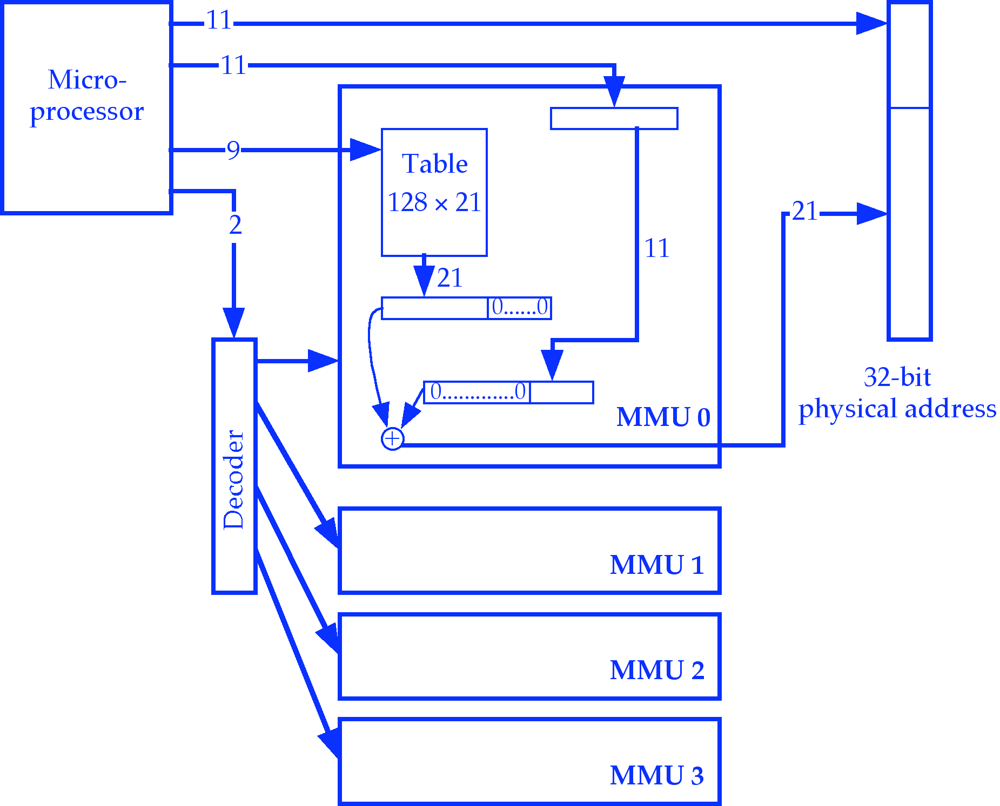 11
11
Micro-
processor
9
Table
128 × 21
2
21
11
21
0......0
0.............0
32-bit
physical address
MMU 0
Decoder
MMU 1
MMU 2
MMU 3